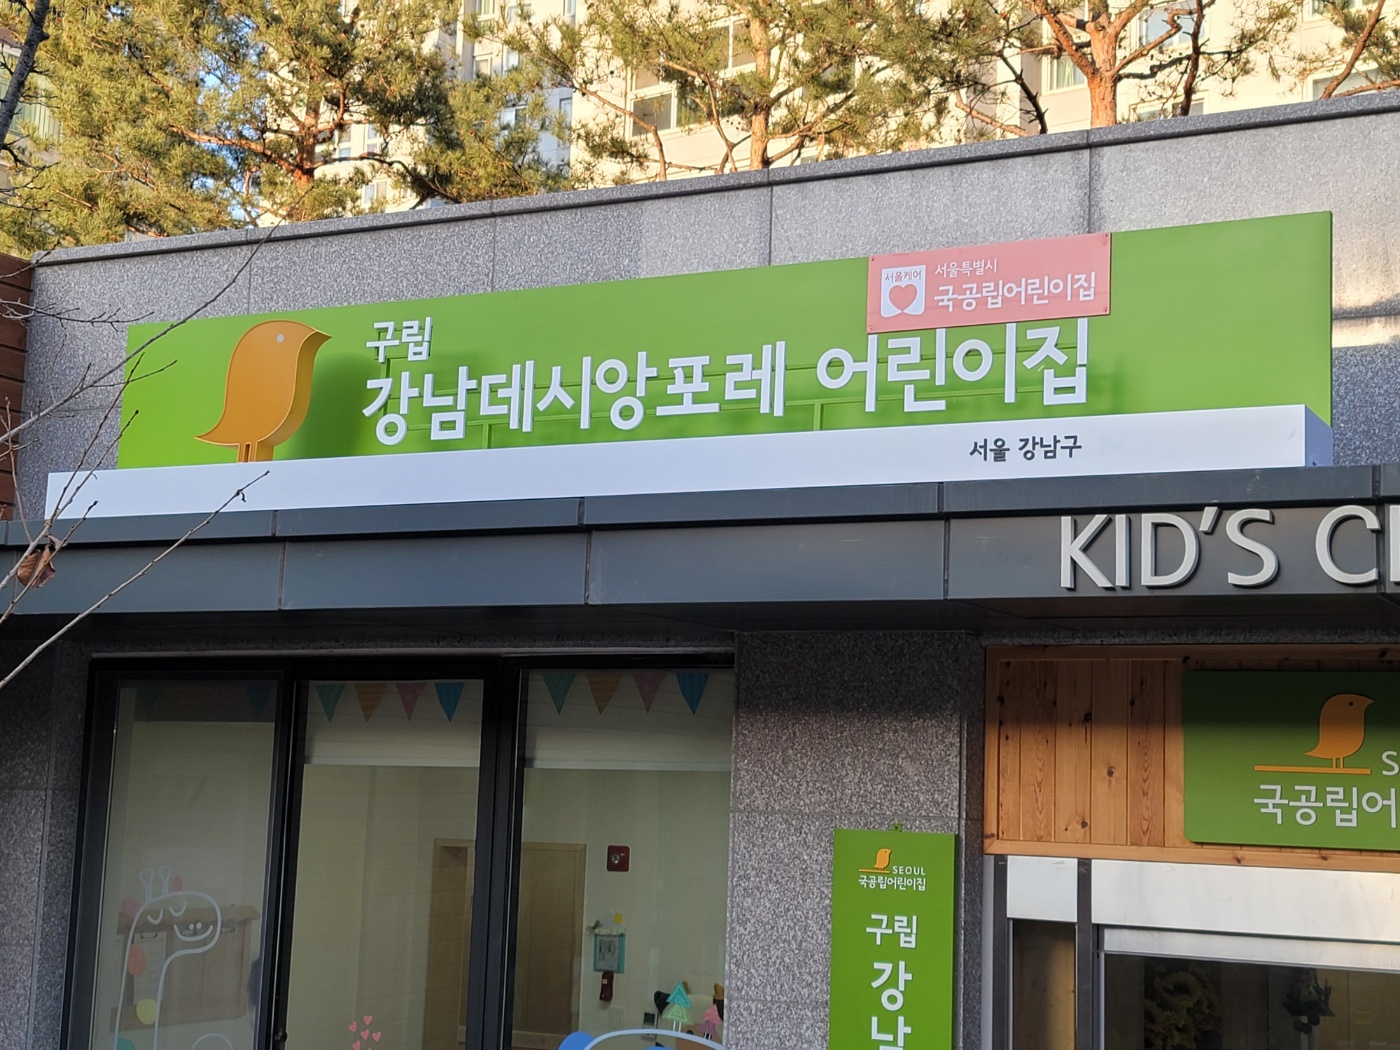 서울케어
서울특별시
국공립어린이집
구립
강남데시앙포레 어린이집
서울 강남구
KID'S C
S
국공립어
SEOUL
국공립어린이집
구립
강
남